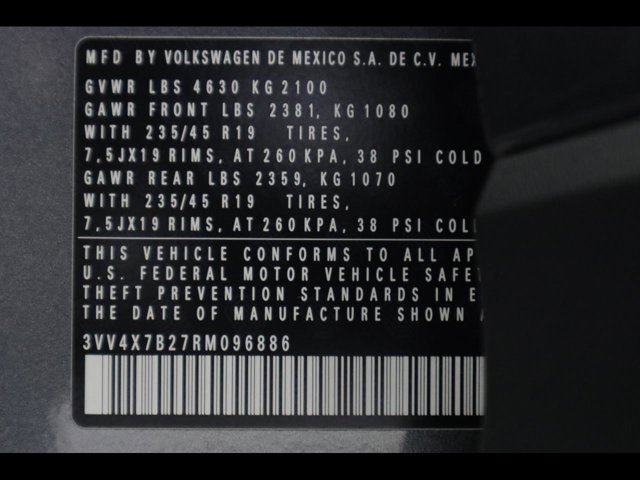 MFD BY VOLKSWAGEN DE MEXICO S.A. DE C.V. MEX
GVWR LBS 4630 KG 2100
GAWR FRONT LBS 2381, KG 1080
WITH 235/45 R19 TIRES,
7,5JX19 RIMS, AT 260 KPA, 38 PSI COLD
GAWR REAR LBS 2359, KG 1070
WITH 235/45 R19 TIRES,
7,5JX19 RIMS, AT 260 KPA, 38 PSI COLD
THIS VEHICLE CONFORMS TO ALL AP
U.S. FEDERAL MOTOR VEHICLE SAFET
THEFT PREVENTION STANDARDS IN E
THE DATE OF MANUFACTURE SHOWN A
3VV4X7B27RM096886